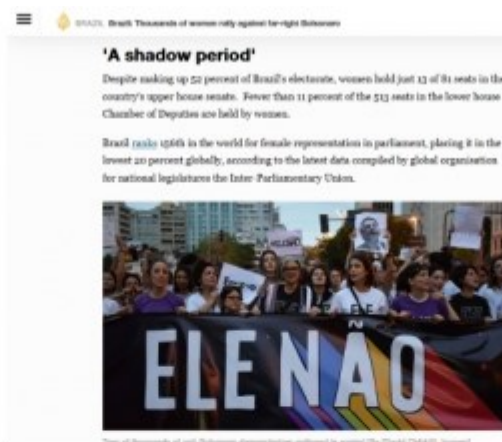 BRAZIL Brazil: Thousands of women rally against far-right Bolsonaro
'A shadow period'
Despite making up 52 percent of Brazil's electorate, women hold just 13 of 81 seats in the
country's upper house senate. Fewer than 11 percent of the 513 seats in the lower house
Chamber of Deputies are held by women.
Brazil ranks 156th in the world for female representation in parliament, placing it in the
lowest 20 percent globally, according to the latest data compiled by global organisation
for national legislatures the Inter-Parliamentary Union.
ELE
ELE NÃO